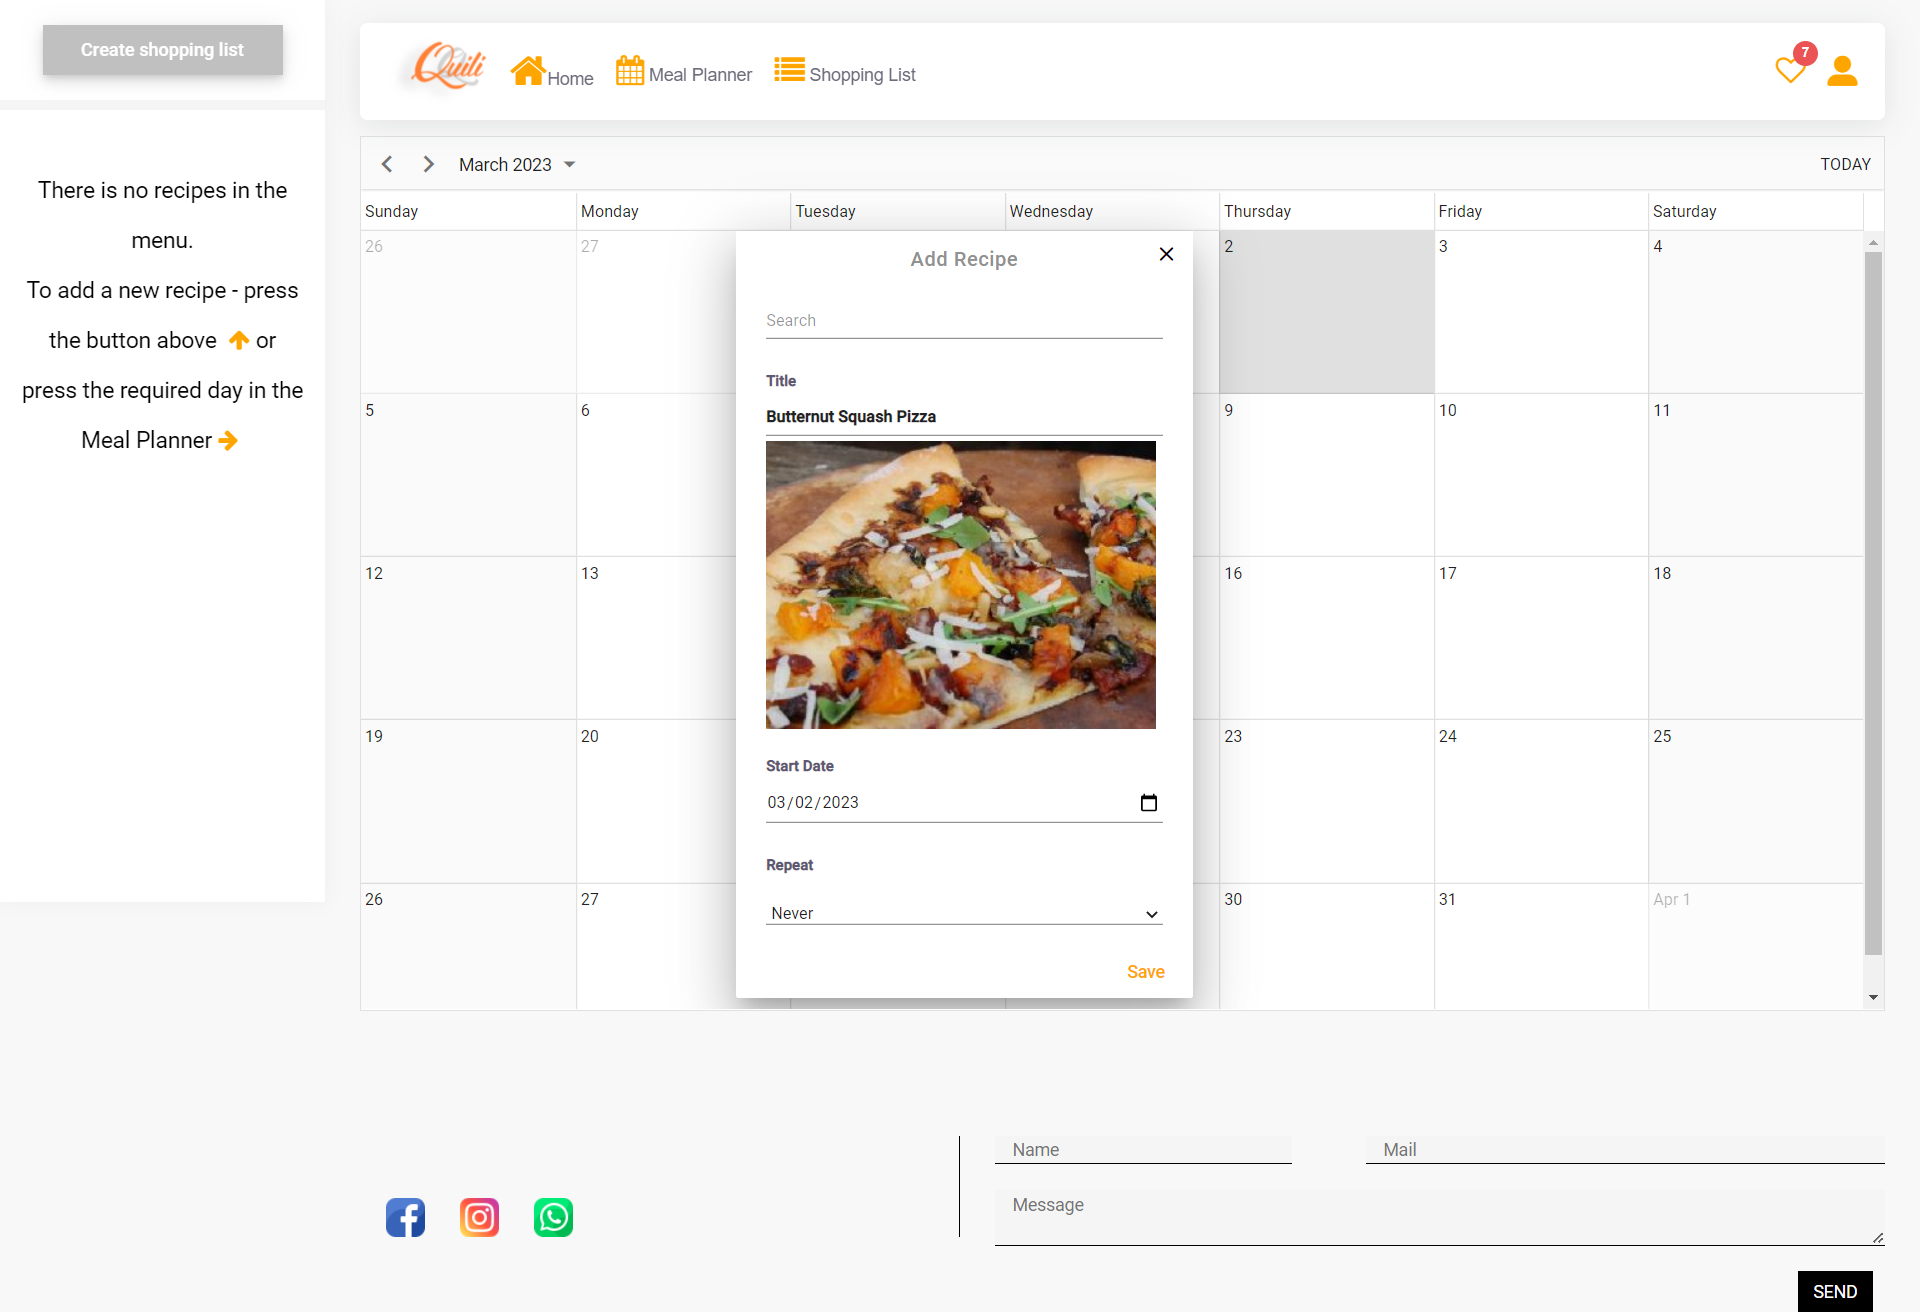 Create shopping list
There is no recipes in the
menu.
To add a new recipe - press
the button above or
press the required day in the
Meal Planner
Quili
Home
Meal Planner
Shopping List
7
March 2023
TODAY
Sunday Monday Tuesday Wednesday Thursday Friday Saturday
26 27 2 3 4
5 6 9 10 11
12 13 16 17 18
19 20 23 24 25
26 27 30 31 Apr 1
Add Recipe
Search
Title
Butternut Squash Pizza
Start Date
03/02/2023
Repeat
Never
Save
Name
Mail
Message
SEND